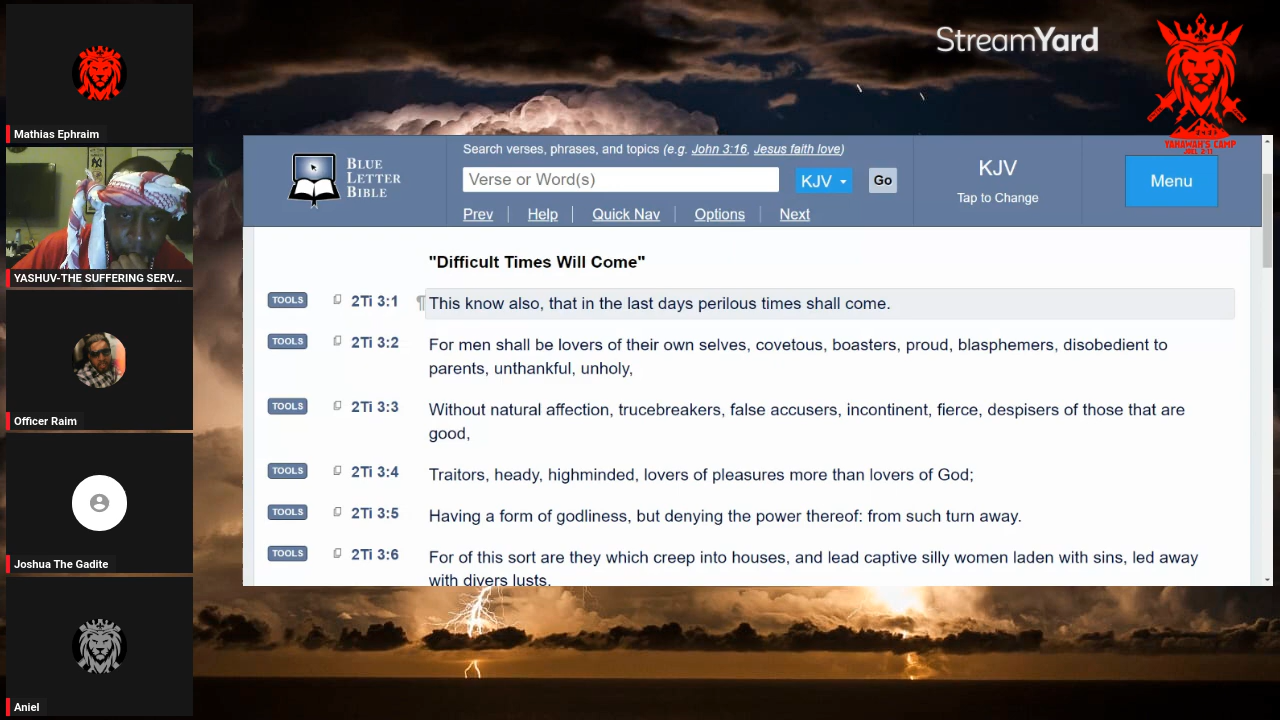 StreamYard
YAHAWAH'S CAMP
JOEL 2:11
Mathias Ephraim
YASHUV-THE SUFFERING SERV...
Officer Raim
Joshua The Gadite
Aniel
BLUE
LETTER
BIBLE
Search verses, phrases, and topics (e.g. John 3:16, Jesus faith love)
Verse or Word(s)
KJV
Go
Prev | Help | Quick Nav | Options | Next
KJV
Tap to Change
Menu
"Difficult Times Will Come"
TOOLS 2Ti 3:1 ¶ This know also, that in the last days perilous times shall come.
TOOLS 2Ti 3:2 For men shall be lovers of their own selves, covetous, boasters, proud, blasphemers, disobedient to
parents, unthankful, unholy,
TOOLS 2Ti 3:3 Without natural affection, trucebreakers, false accusers, incontinent, fierce, despisers of those that are
good,
TOOLS 2Ti 3:4 Traitors, heady, highminded, lovers of pleasures more than lovers of God;
TOOLS 2Ti 3:5 Having a form of godliness, but denying the power thereof: from such turn away.
TOOLS 2Ti 3:6 For of this sort are they which creep into houses, and lead captive silly women laden with sins, led away
with divers lusts.